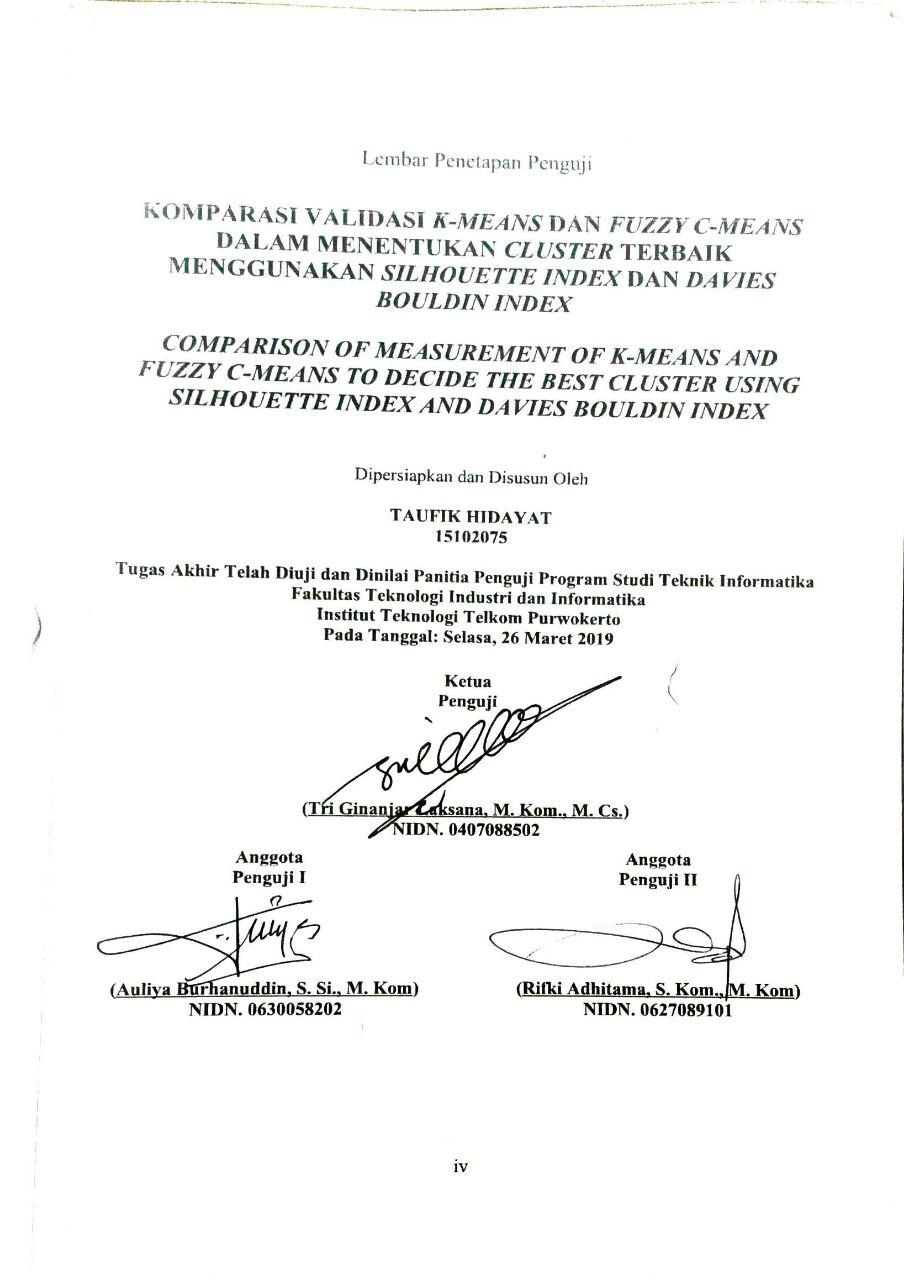 Lembar Penetapan Penguji
KOMPARASI VALIDASI K-MEANS DAN FUZZY C-MEANS
DALAM MENENTUKAN CLUSTER TERBAIK
MENGGUNAKAN SILHOUETTE INDEX DAN DAVIES
BOULDIN INDEX
COMPARISON OF MEASUREMENT OF K-MEANS AND
FUZZY C-MEANS TO DECIDE THE BEST CLUSTER USING
SILHOUETTE INDEX AND DAVIES BOULDIN INDEX
Dipersiapkan dan Disusun Oleh
TAUFIK HIDAYAT
15102075
Tugas Akhir Telah Diuji dan Dinilai Panitia Penguji Program Studi Teknik Informatika
Fakultas Teknologi Industri dan Informatika
Institut Teknologi Telkom Purwokerto
Pada Tanggal: Selasa, 26 Maret 2019
Ketua
Penguji
(Tri Ginanjar Laksana, M. Kom., M. Cs.)
NIDN. 0407088502
Anggota
Penguji I
(Auliya Burhanuddin, S. Si., M. Kom)
NIDN. 0630058202
Anggota
Penguji II
(Rifki Adhitama, S. Kom., M. Kom)
NIDN. 0627089101
iv